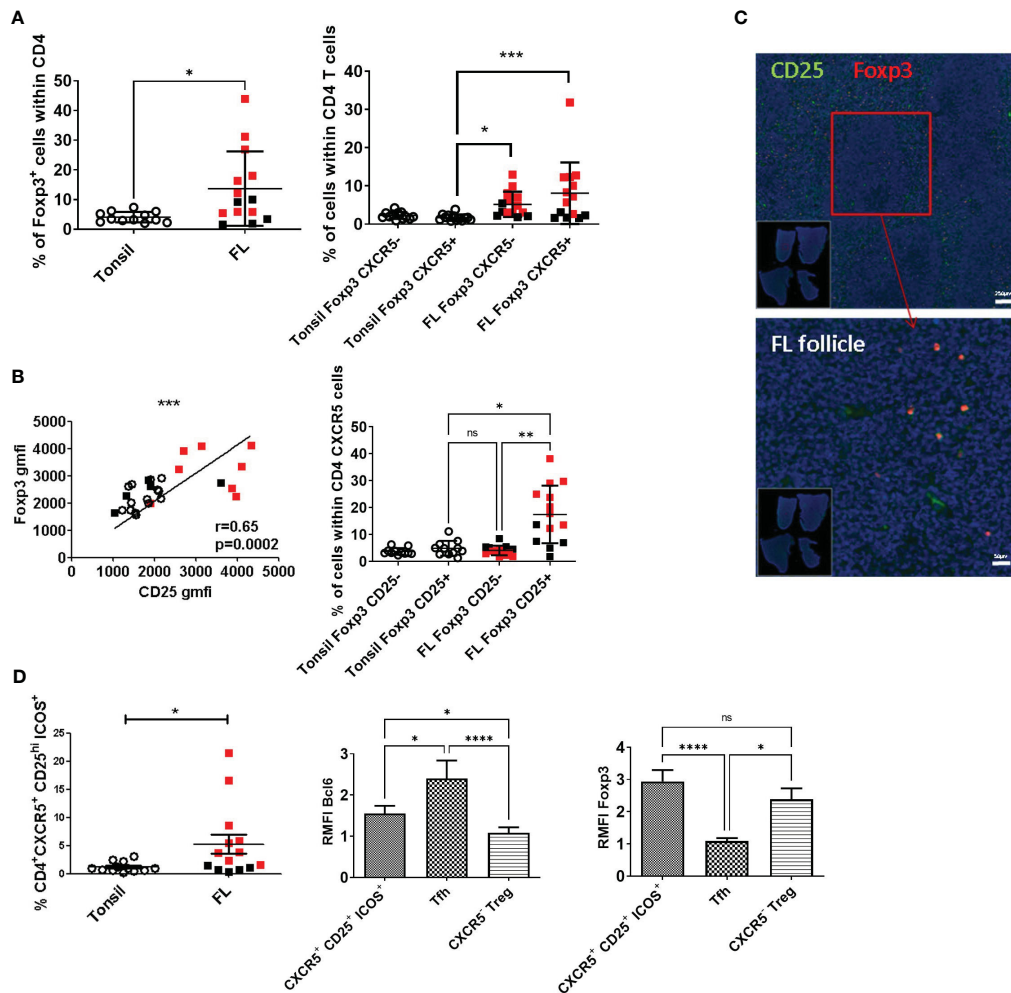 A
% of Foxp3+ cells within CD4
50
40
30
20
10
0
*
Tonsil
FL
% of cells within CD4 T cells
40
30
20
10
0
***
*
Tonsil Foxp3 CXCR5-
Tonsil Foxp3 CXCR5+
FL Foxp3 CXCR5-
FL Foxp3 CXCR5+
B
***
Foxp3 gmfi
5000
4000
3000
2000
1000
0
r=0.65
p=0.0002
0 1000 2000 3000 4000 5000
CD25 gmfi
% of cells within CD4 CXCR5 cells
50
40
30
20
10
0
*
ns
**
Tonsil Foxp3 CD25-
Tonsil Foxp3 CD25+
FL Foxp3 CD25-
FL Foxp3 CD25+
C
CD25 Foxp3
FL follicle
D
% CD4+CXCR5+ CD25hi ICOS+
25
20
15
10
5
0
*
Tonsil
FL
RMFI Bcl6
3
2
1
0
*
*
****
CXCR5+ CD25+ ICOS+
Tfh
CXCR5- Treg
RMFI Foxp3
4
3
2
1
0
ns
****
*
CXCR5+ CD25+ ICOS+
Tfh
CXCR5- Treg